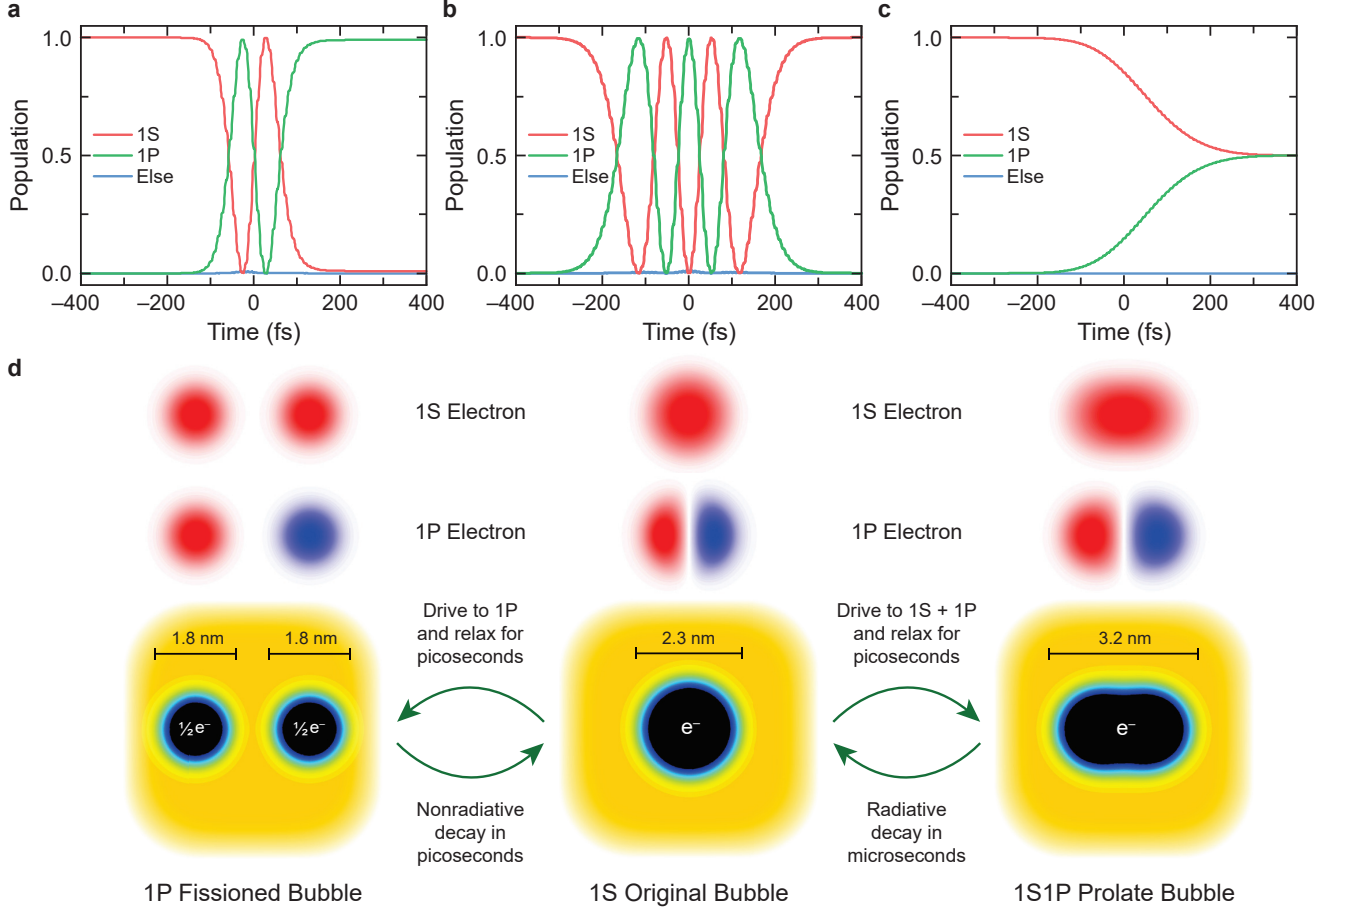 a
b
c
1.0
0.5
0.0
Population
1S
1P
Else
–400
–200
0
200
400
Time (fs)
1.0
0.5
0.0
Population
1S
1P
Else
–400
–200
0
200
400
Time (fs)
1.0
0.5
0.0
Population
1S
1P
Else
–400
–200
0
200
400
Time (fs)
d
1S Electron
1S Electron
1P Electron
1P Electron
1.8 nm
1.8 nm
½e⁻
½e⁻
Drive to 1P
and relax for
picoseconds
Nonradiative
decay in
picoseconds
2.3 nm
e⁻
Drive to 1S + 1P
and relax for
picoseconds
Radiative
decay in
microseconds
3.2 nm
e⁻
1P Fissioned Bubble
1S Original Bubble
1S1P Prolate Bubble